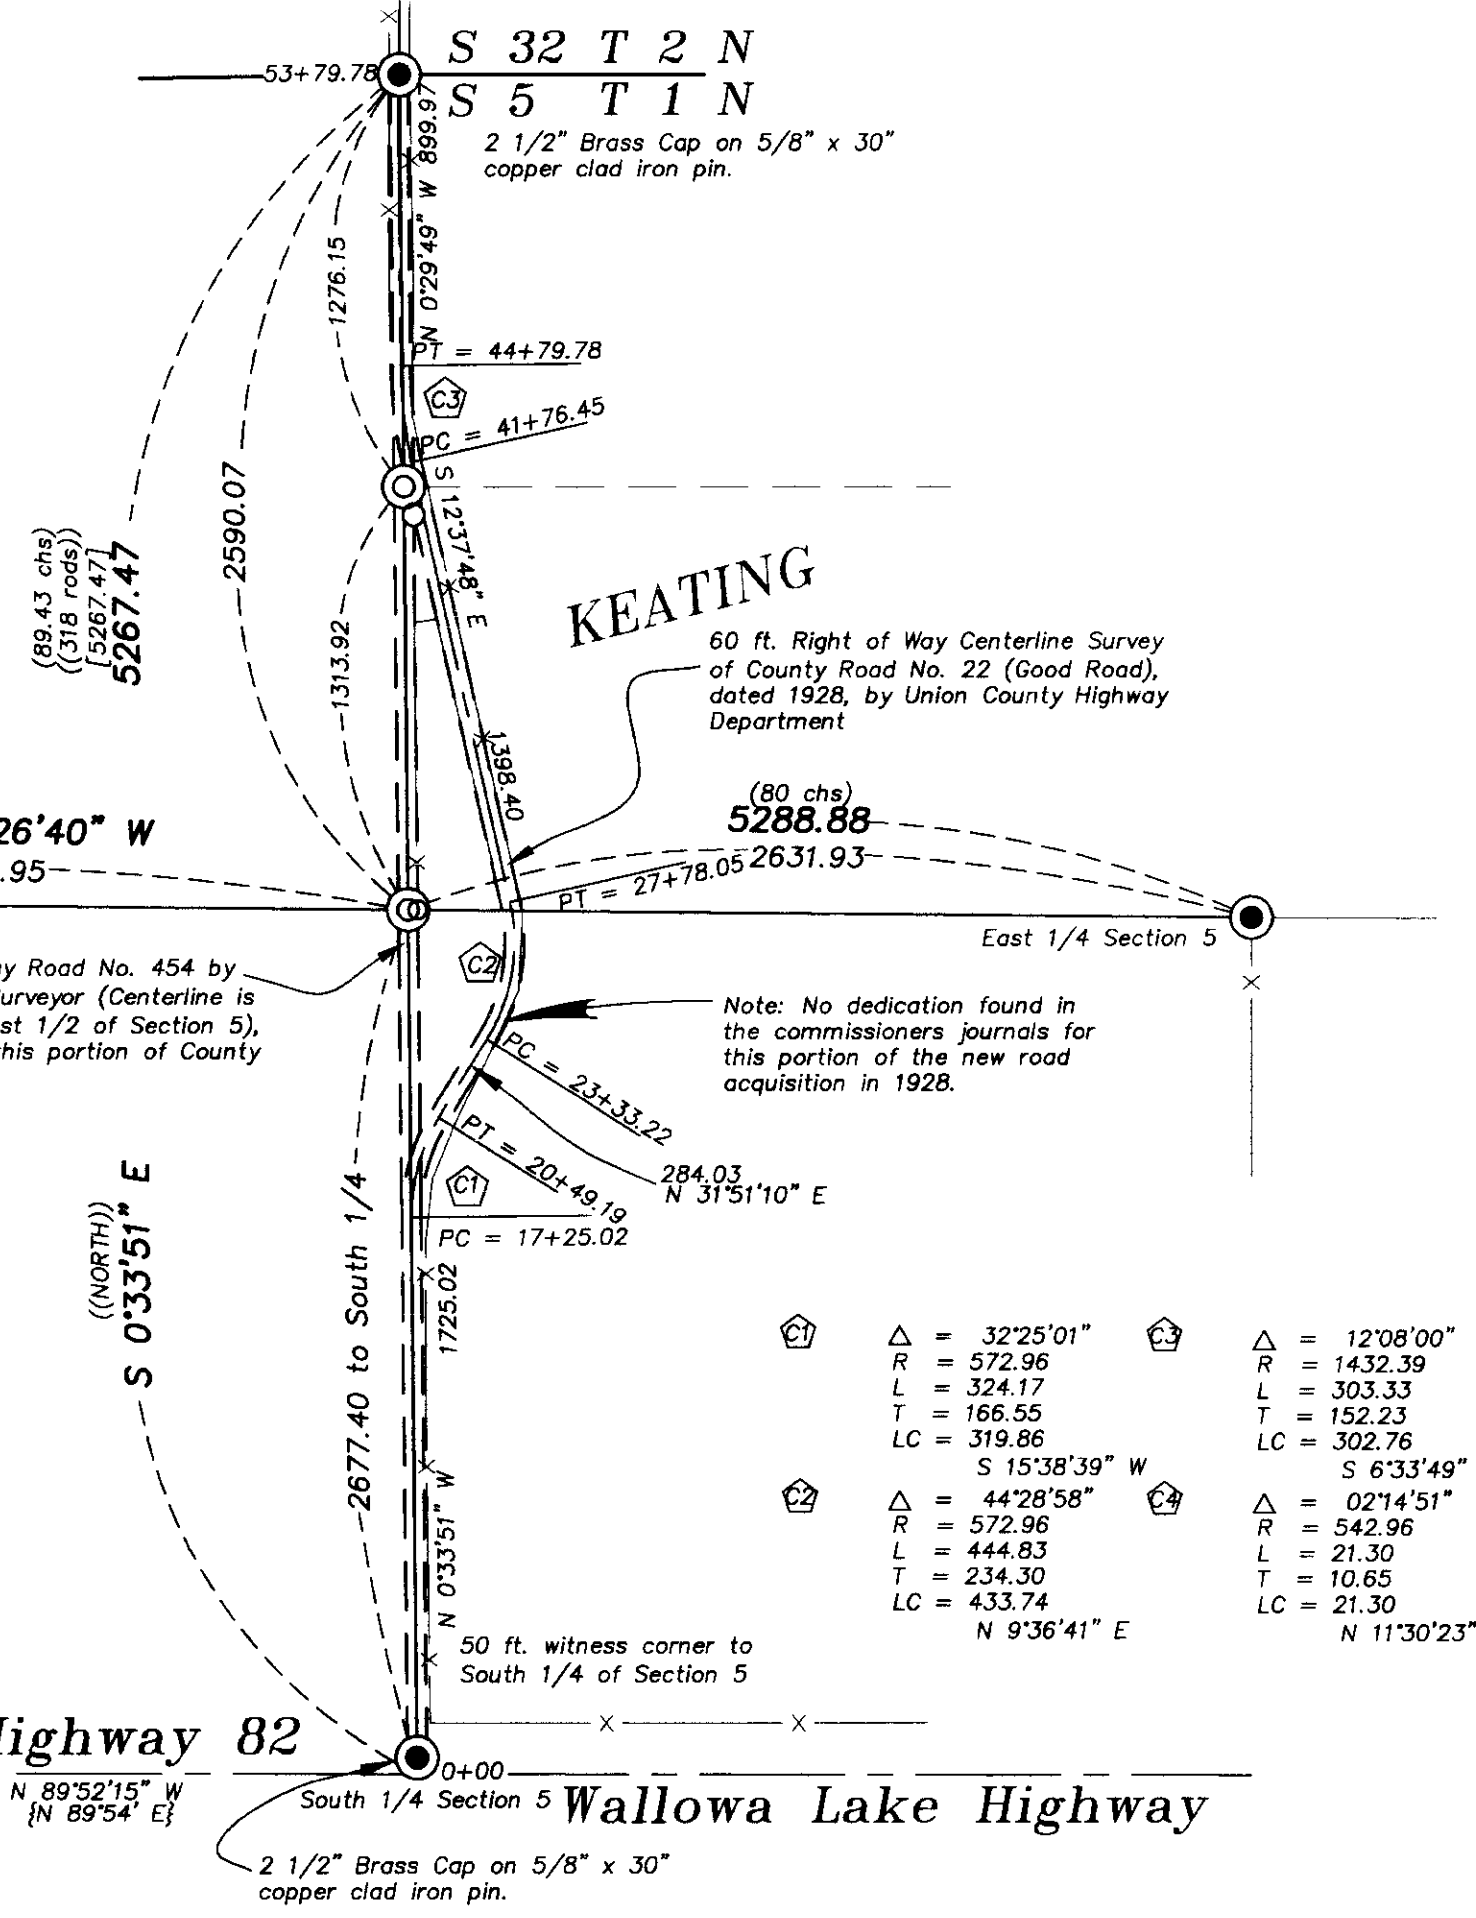 S 32 T 2 N
53+79.78
S 5 T 1 N
2 1/2" Brass Cap on 5/8" x 30"
copper clad iron pin.
N 0°29'49" W 899.97
1276.15
PT = 44+79.78
C3
PC = 41+76.45
S 12°37'48" E
2590.07
(89.43 chs)
((318 rods))
[5267.47]
5267.47
KEATING
1313.92
60 ft. Right of Way Centerline Survey
of County Road No. 22 (Good Road),
dated 1928, by Union County Highway
Department
1398.40
(80 chs)
5288.88
26'40" W
2631.93
.95
PT = 27+78.05
East 1/4 Section 5
C2
y Road No. 454 by
urveyor (Centerline is
st 1/2 of Section 5),
this portion of County
Note: No dedication found in
the commissioners journals for
this portion of the new road
acquisition in 1928.
PC = 23+33.22
PT = 20+49.19
284.03
N 31°51'10" E
C1
PC = 17+25.02
((NORTH))
S 0°33'51" E
2677.40 to South 1/4
1725.02
N 0°33'51" W
C1
Δ = 32°25'01"
R = 572.96
L = 324.17
T = 166.55
LC = 319.86
S 15°38'39" W
C3
Δ = 12°08'00"
R = 1432.39
L = 303.33
T = 152.23
LC = 302.76
S 6°33'49"
C2
Δ = 44°28'58"
R = 572.96
L = 444.83
T = 234.30
LC = 433.74
N 9°36'41" E
C4
Δ = 02°14'51"
R = 542.96
L = 21.30
T = 10.65
LC = 21.30
N 11°30'23"
50 ft. witness corner to
South 1/4 of Section 5
Highway 82
0+00
N 89°52'15" W
{N 89°54' E}
South 1/4 Section 5
Wallowa Lake Highway
2 1/2" Brass Cap on 5/8" x 30"
copper clad iron pin.